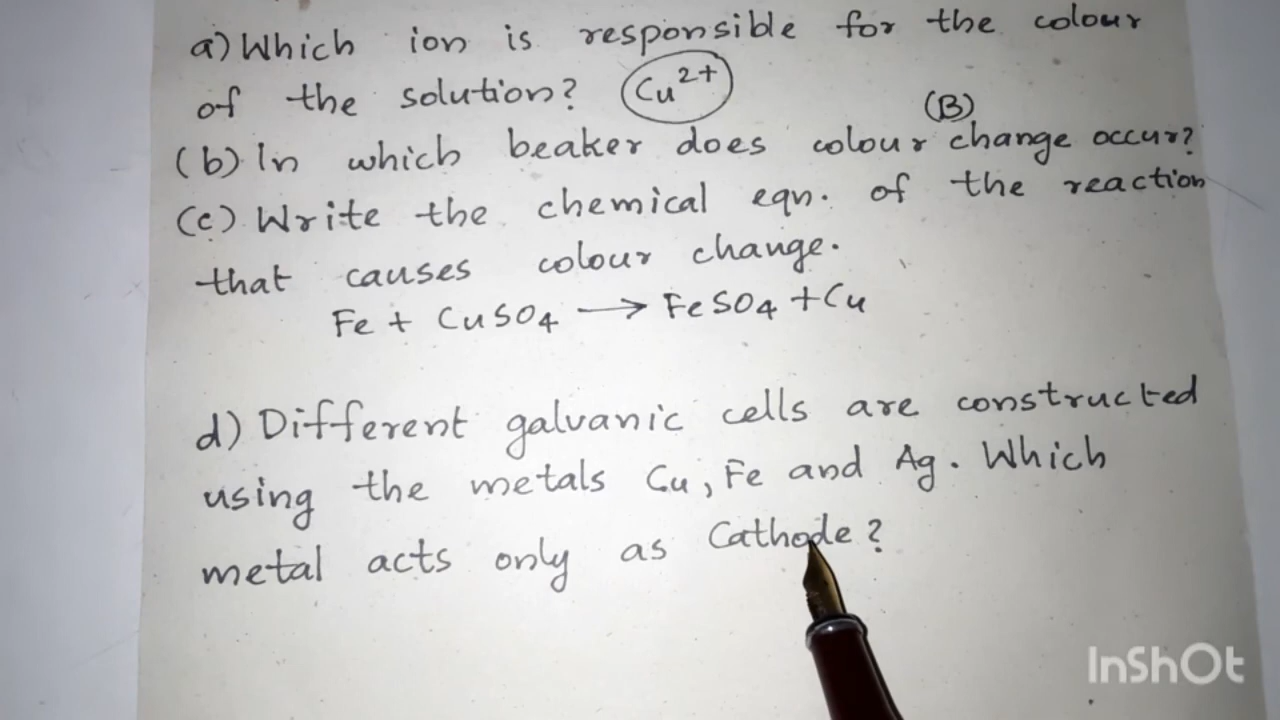 a) Which ion is responsible for the colour
of the solution? Cu²⁺
(B)
(b) In which beaker does colour change occur?
(c) Write the chemical eqn. of the reaction
that causes colour change.
Fe + CuSO₄ → FeSO₄ + Cu
d) Different galvanic cells are constructed
using the metals Cu, Fe and Ag. Which
metal acts only as Cathode?
InShOt